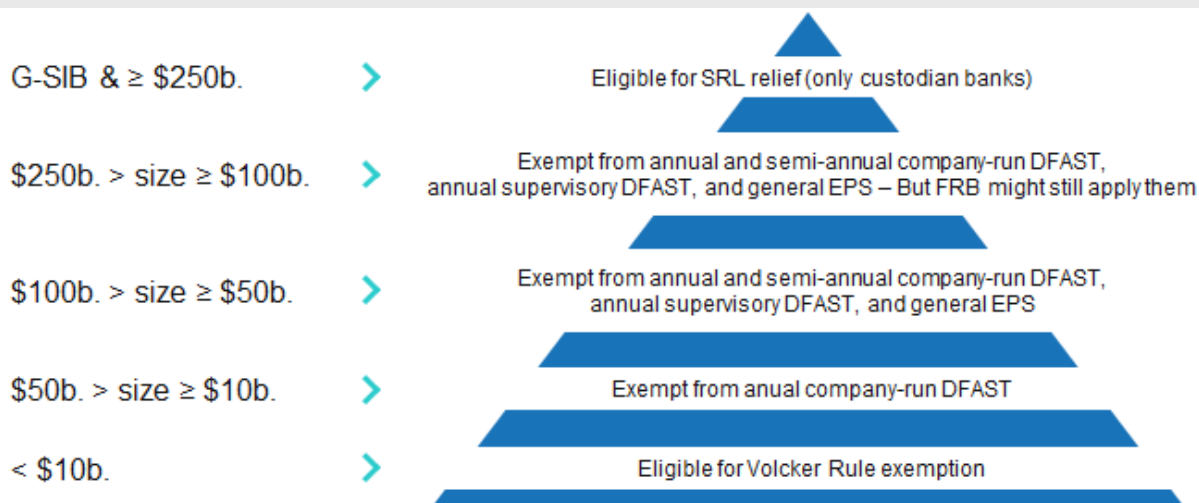 G-SIB & ≥ $250b.
Eligible for SRL relief (only custodian banks)
$250b. > size ≥ $100b.
Exempt from annual and semi-annual company-run DFAST,
annual supervisory DFAST, and general EPS – But FRB might still apply them
$100b. > size ≥ $50b.
Exempt from annual and semi-annual company-run DFAST,
annual supervisory DFAST, and general EPS
$50b. > size ≥ $10b.
Exempt from anual company-run DFAST
< $10b.
Eligible for Volcker Rule exemption